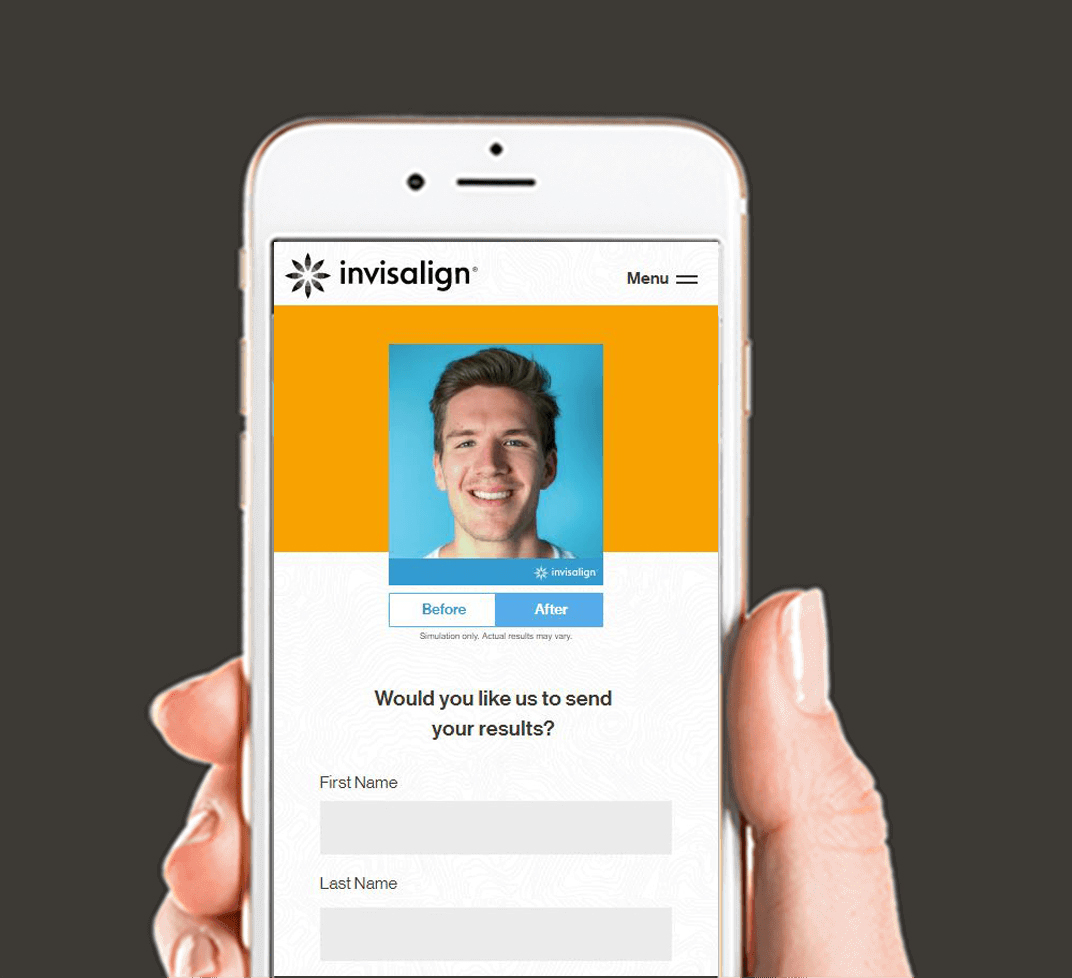 invisalign®
Menu
invisalign
Before
After
Simulation only. Actual results may vary.
Would you like us to send
your results?
First Name
Last Name